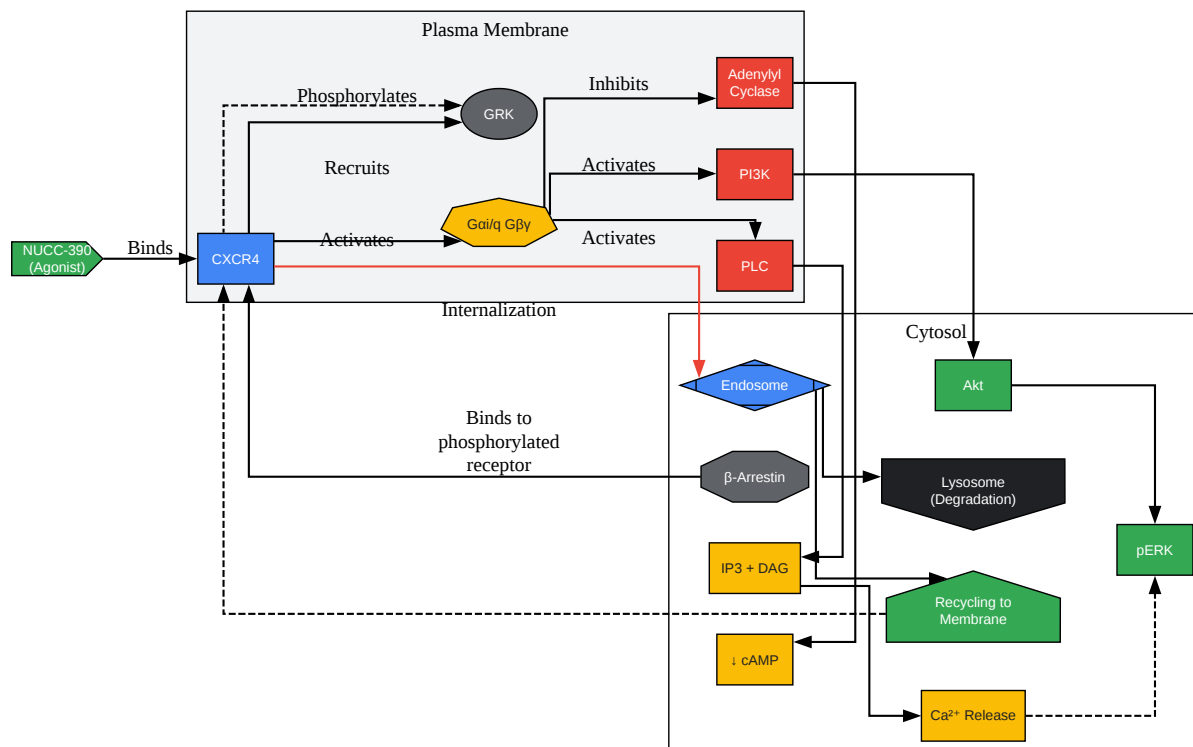 Plasma Membrane
Adenylyl
Cyclase
Inhibits
Phosphorylates
GRK
Recruits
Activates
PI3K
Gαi/q Gβγ
Activates
Activates
NUCC-390
(Agonist)
Binds
CXCR4
PLC
Internalization
Cytosol
Endosome
Akt
Binds to
phosphorylated
receptor
β-Arrestin
Lysosome
(Degradation)
pERK
IP3 + DAG
Recycling to
Membrane
↓ cAMP
Ca²⁺ Release